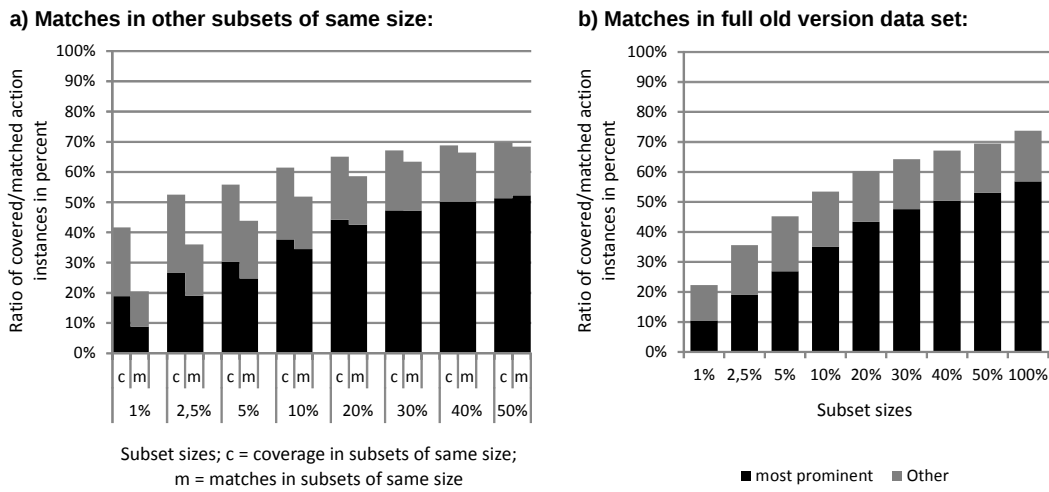 a) Matches in other subsets of same size:
Ratio of covered/matched action
instances in percent
100%
90%
80%
70%
60%
50%
40%
30%
20%
10%
0%
c m c m c m c m c m c m c m c m
1% 2,5% 5% 10% 20% 30% 40% 50%
Subset sizes; c = coverage in subsets of same size;
m = matches in subsets of same size
b) Matches in full old version data set:
Ratio of covered/matched action
instances in percent
100%
90%
80%
70%
60%
50%
40%
30%
20%
10%
0%
1% 2,5% 5% 10% 20% 30% 40% 50% 100%
Subset sizes
most prominent Other